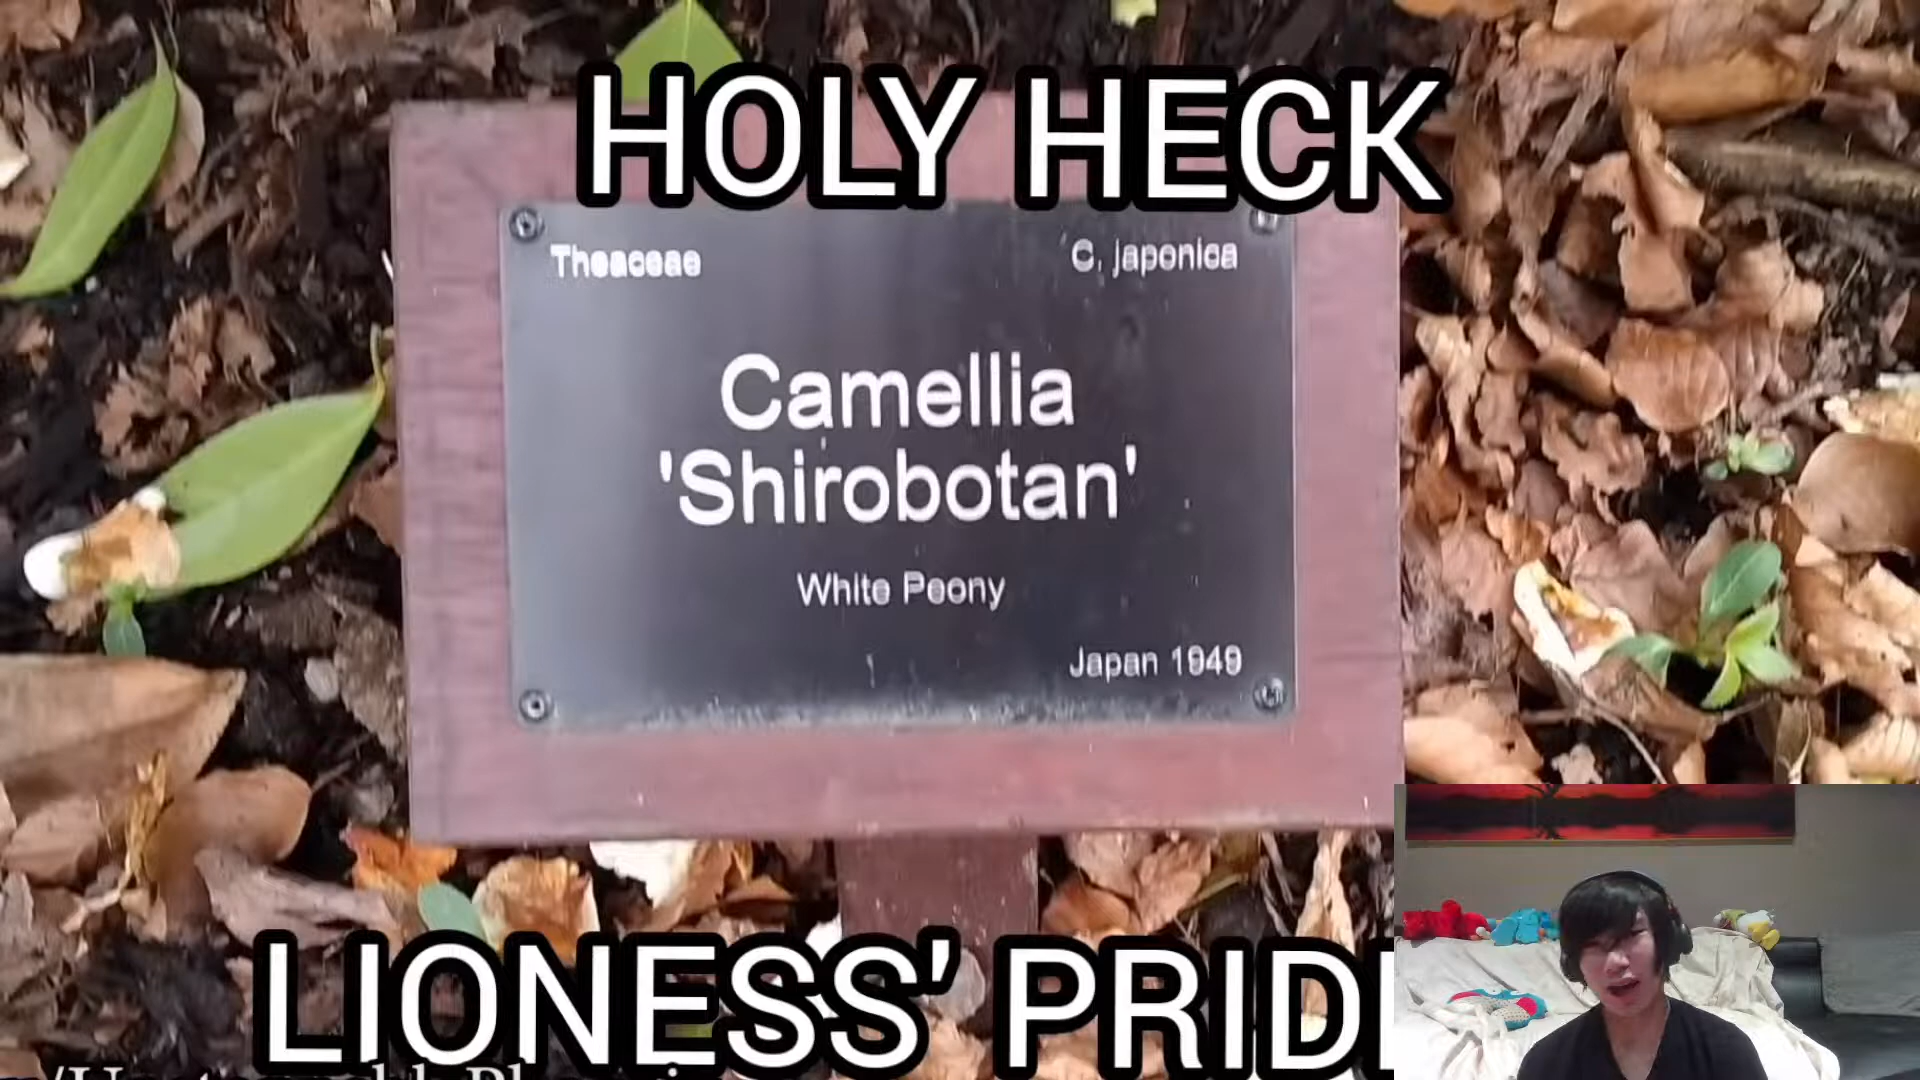 HOLY HECK
Theaceae
C. japonica
Camellia
'Shirobotan'
White Peony
Japan 1949
LIONESS' PRID